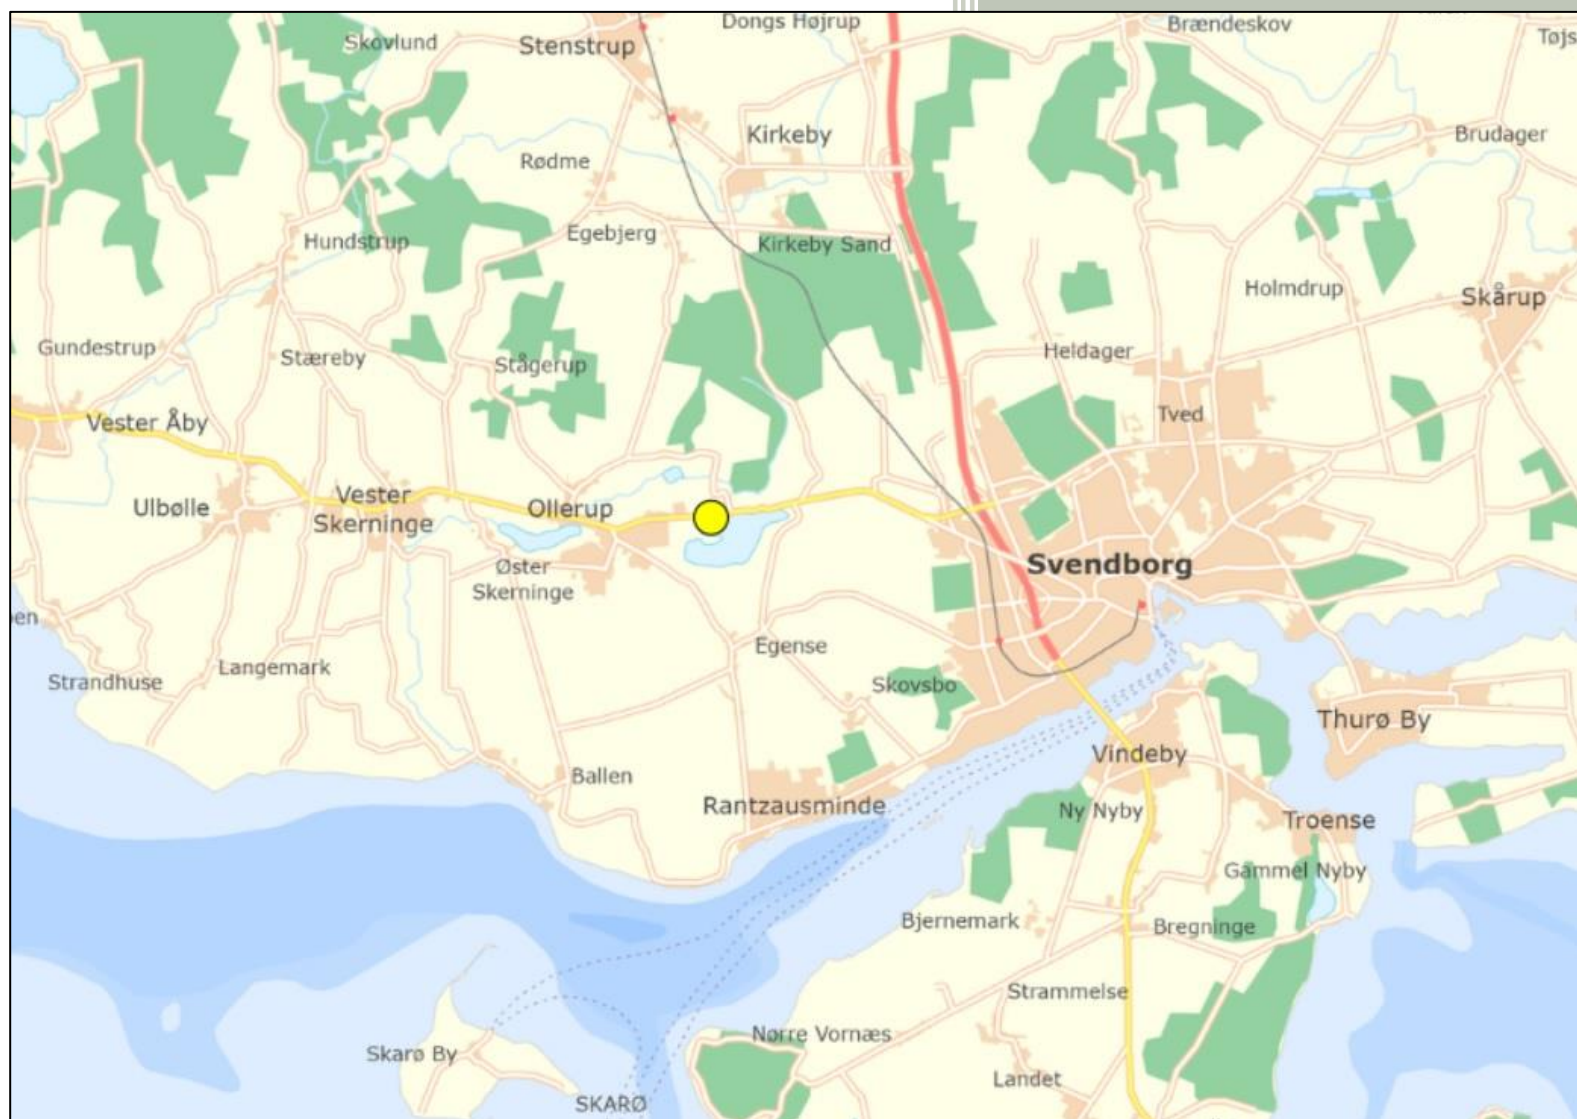 Dongs Højrup
Brændeskov
Skovlund
Stenstrup
Tøjs
Kirkeby
Brudager
Rødme
Egebjerg
Hundstrup
Kirkeby Sand
Holmdrup
Skårup
Gundestrup
Stæreby
Stågerup
Heldager
Vester Åby
Tved
Ulbølle
Vester
Skerninge
Ollerup
Øster
Skerninge
Svendborg
en
Egense
Strandhuse
Langemark
Skovsbo
Thurø By
Vindeby
Ballen
Rantzausminde
Ny Nyby
Troense
Gammel Nyby
Bjernemark
Bregninge
Strammelse
Nørre Vornæs
Skarø By
Landet
SKARØ